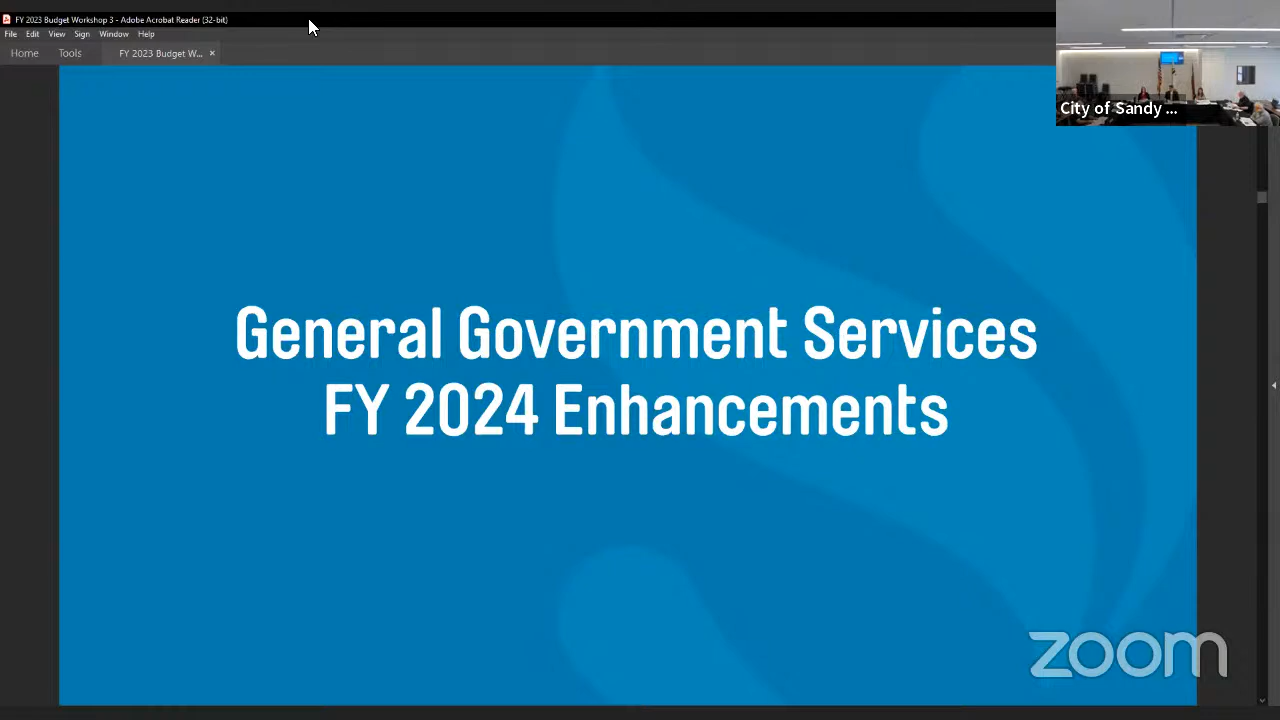 FY 2023 Budget Workshop 3 - Adobe Acrobat Reader (32-bit)
File Edit View Sign Window Help
Home Tools FY 2023 Budget W... ×
City of Sandy ...
General Government Services
FY 2024 Enhancements
zoom